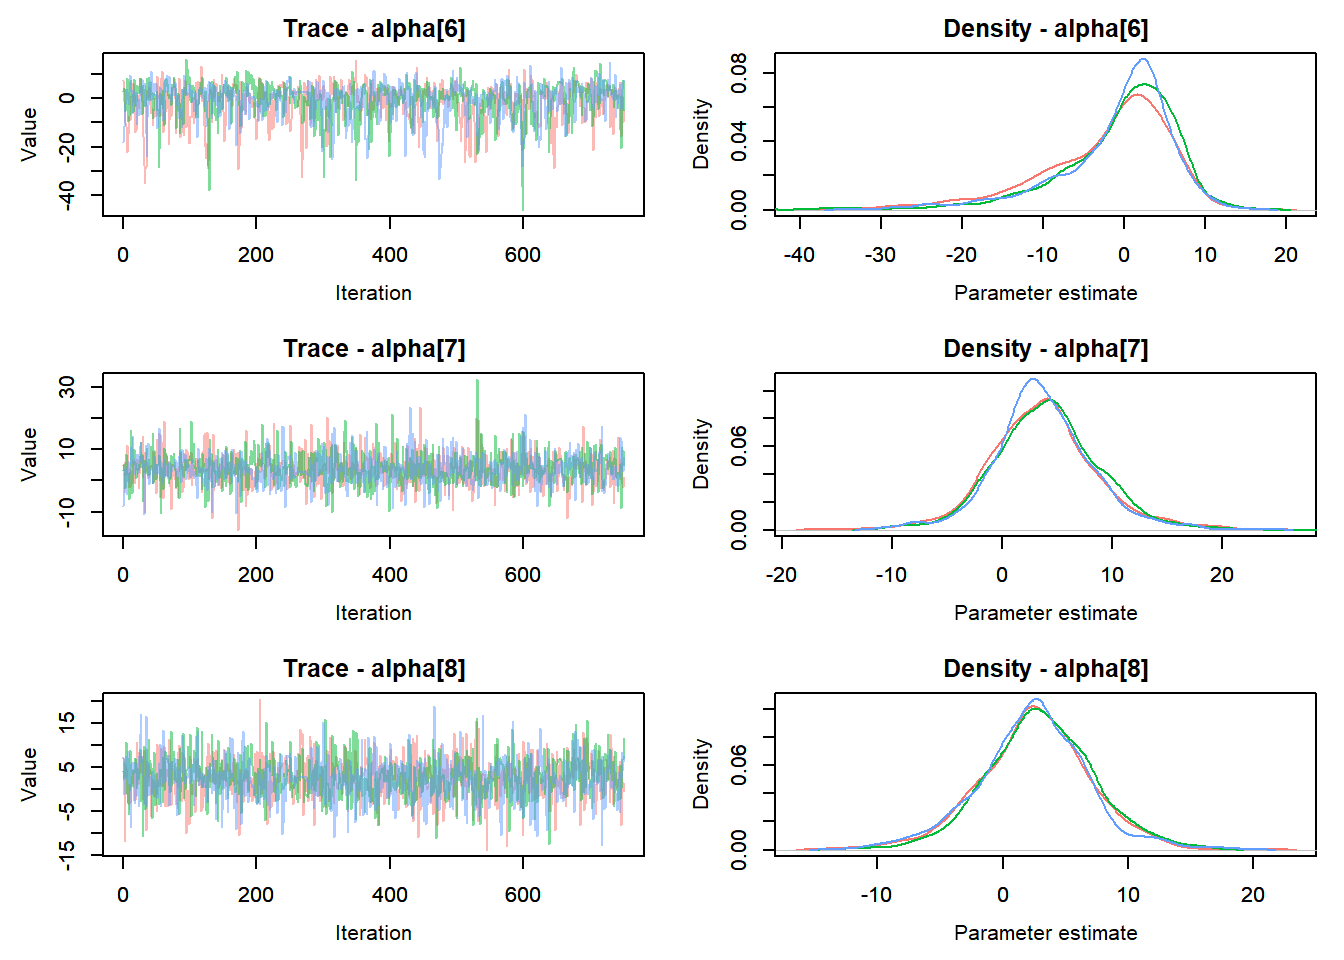 Trace - alpha[6]
Value
0
-20
-40
0
200
400
600
Iteration
Density - alpha[6]
Density
0.08
0.04
0.00
-40
-30
-20
-10
0
10
20
Parameter estimate
Trace - alpha[7]
Value
30
10
-10
0
200
400
600
Iteration
Density - alpha[7]
Density
0.06
0.00
-20
-10
0
10
20
Parameter estimate
Trace - alpha[8]
Value
15
5
-5
-15
0
200
400
600
Iteration
Density - alpha[8]
Density
0.06
0.00
-10
0
10
20
Parameter estimate